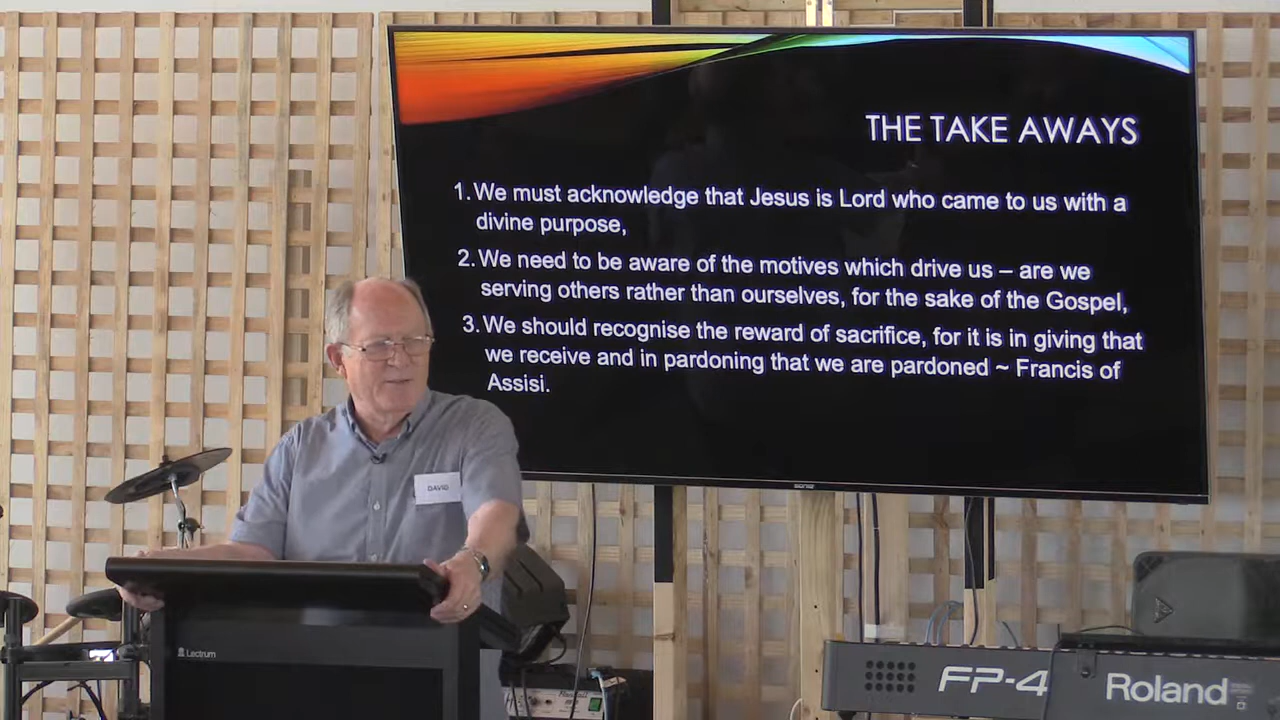 THE TAKE AWAYS
1. We must acknowledge that Jesus is Lord who came to us with a
divine purpose,
2. We need to be aware of the motives which drive us – are we
serving others rather than ourselves, for the sake of the Gospel,
3. We should recognise the reward of sacrifice, for it is in giving that
we receive and in pardoning that we are pardoned ~ Francis of
Assisi.
DAVID
Lectrum
FP-4
Roland